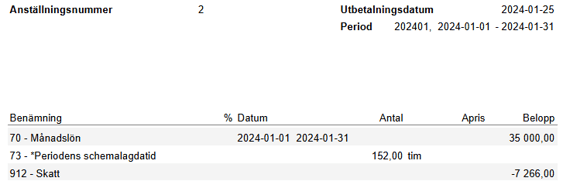 Anställningsnummer 2 Utbetalningsdatum 2024-01-25
Period 202401, 2024-01-01 - 2024-01-31
Benämning % Datum Antal Apris Belopp
70 - Månadslön 2024-01-01 2024-01-31 35 000,00
73 - *Periodens schemalagdatid 152,00 tim
912 - Skatt -7 266,00